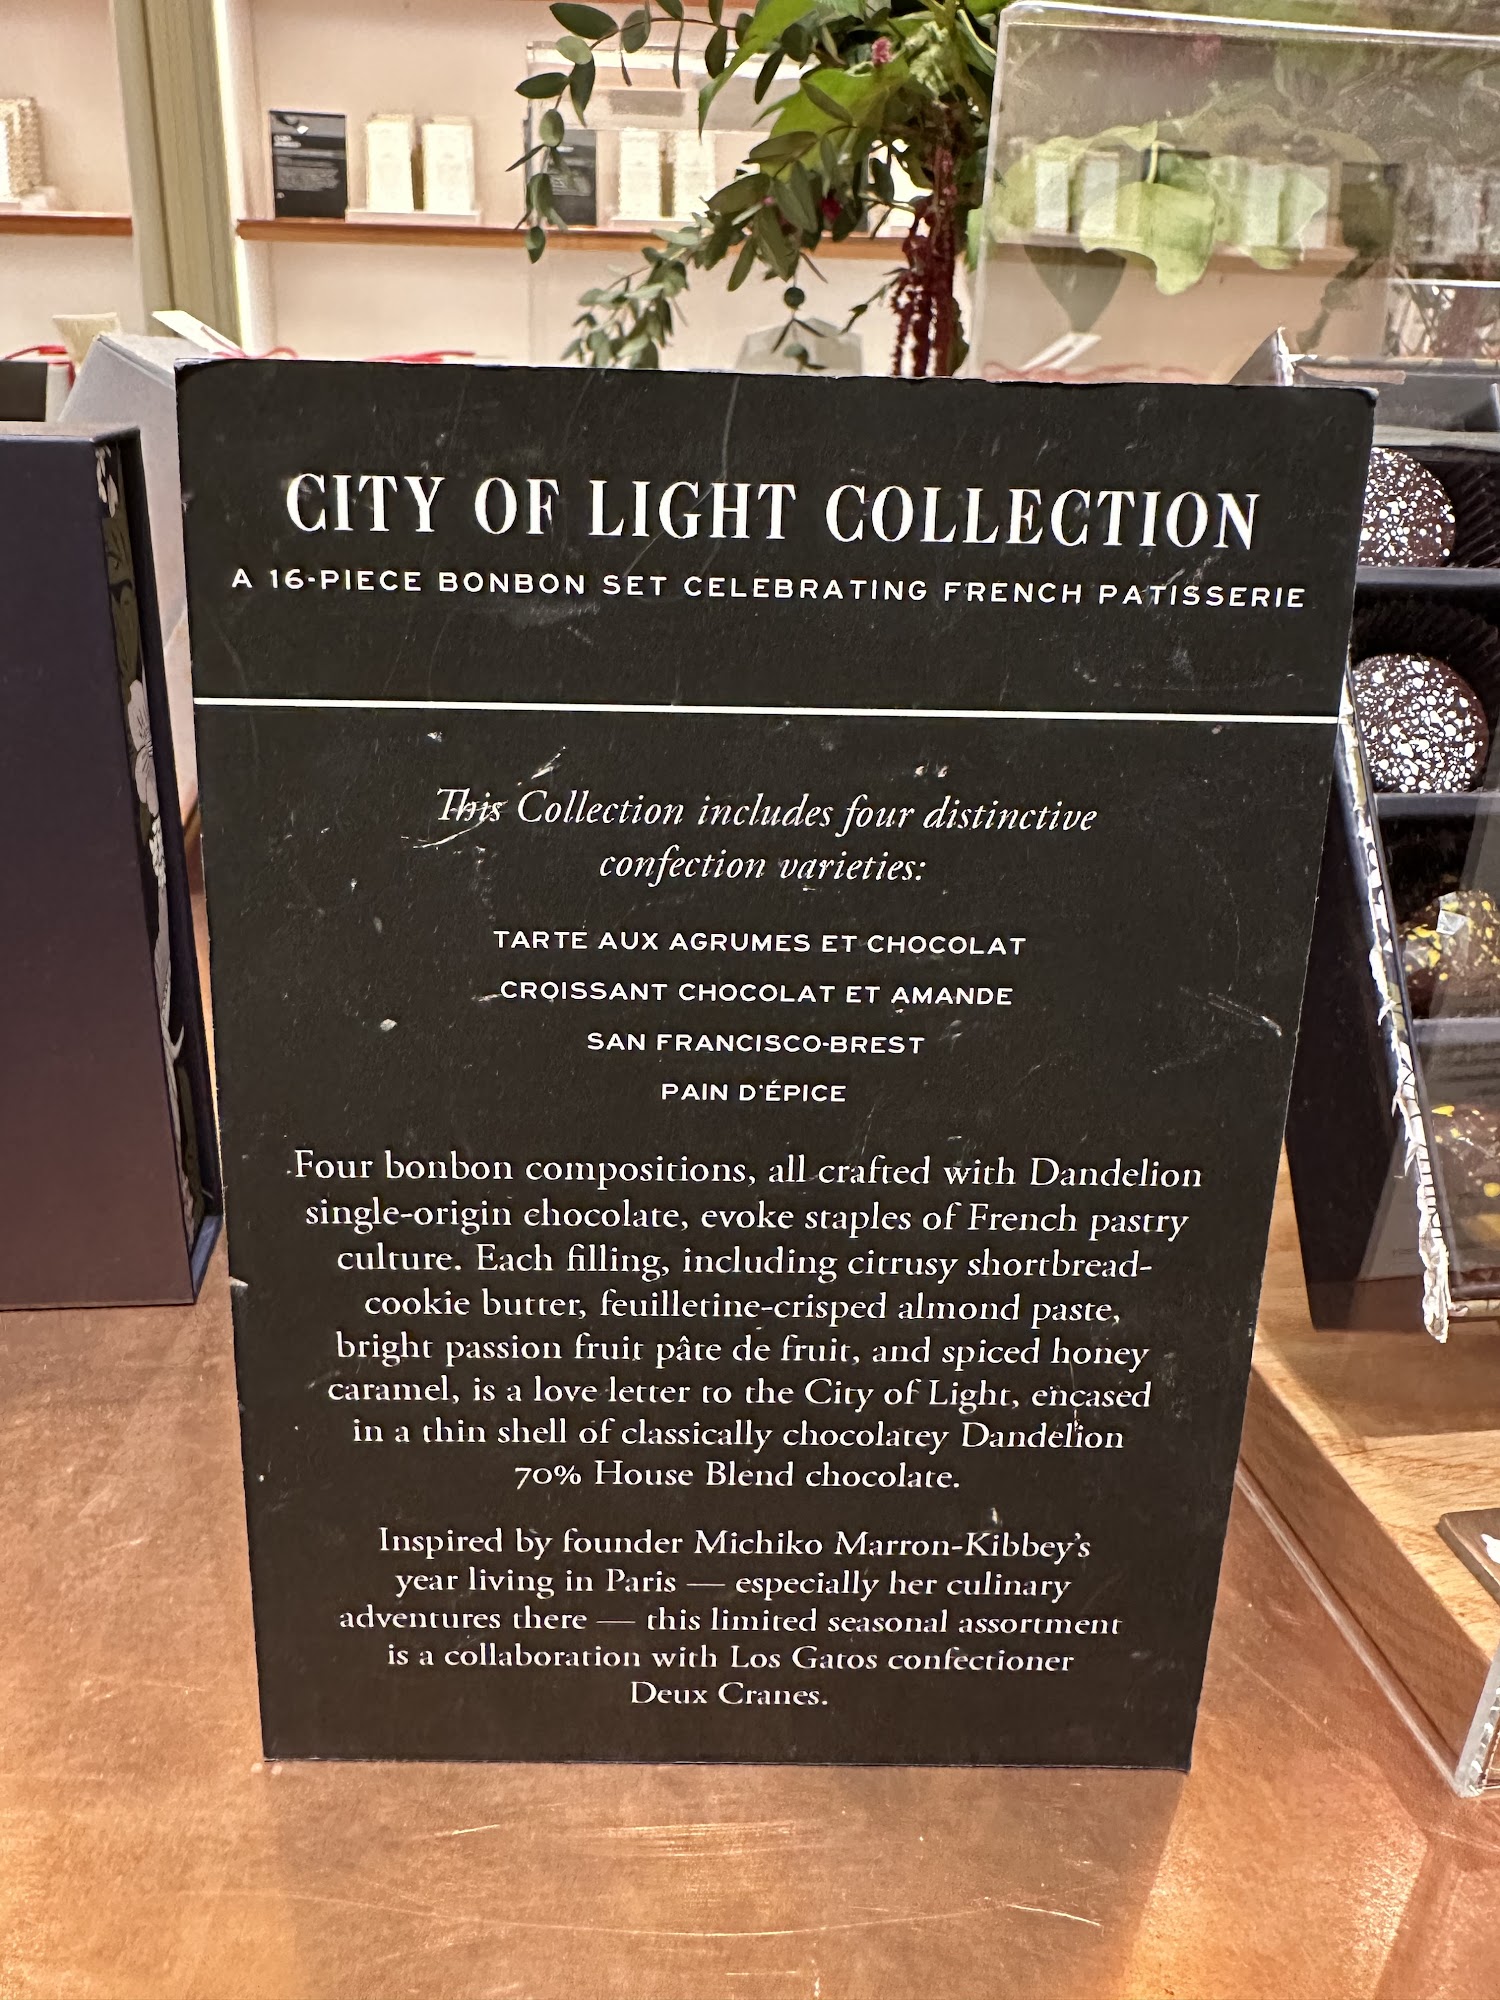 CITY OF LIGHT COLLECTION
A 16-PIECE BONBON SET CELEBRATING FRENCH PATISSERIE
This Collection includes four distinctive
confection varieties:
TARTE AUX AGRUMES ET CHOCOLAT
CROISSANT CHOCOLAT ET AMANDE
SAN FRANCISCO-BREST
PAIN D'ÉPICE
Four bonbon compositions, all crafted with Dandelion
single-origin chocolate, evoke staples of French pastry
culture. Each filling, including citrusy shortbread-
cookie butter, feuilletine-crisped almond paste,
bright passion fruit pâte de fruit, and spiced honey
caramel, is a love letter to the City of Light, encased
in a thin shell of classically chocolatey Dandelion
70% House Blend chocolate.
Inspired by founder Michiko Marron-Kibbey's
year living in Paris — especially her culinary
adventures there — this limited seasonal assortment
is a collaboration with Los Gatos confectioner
Deux Cranes.